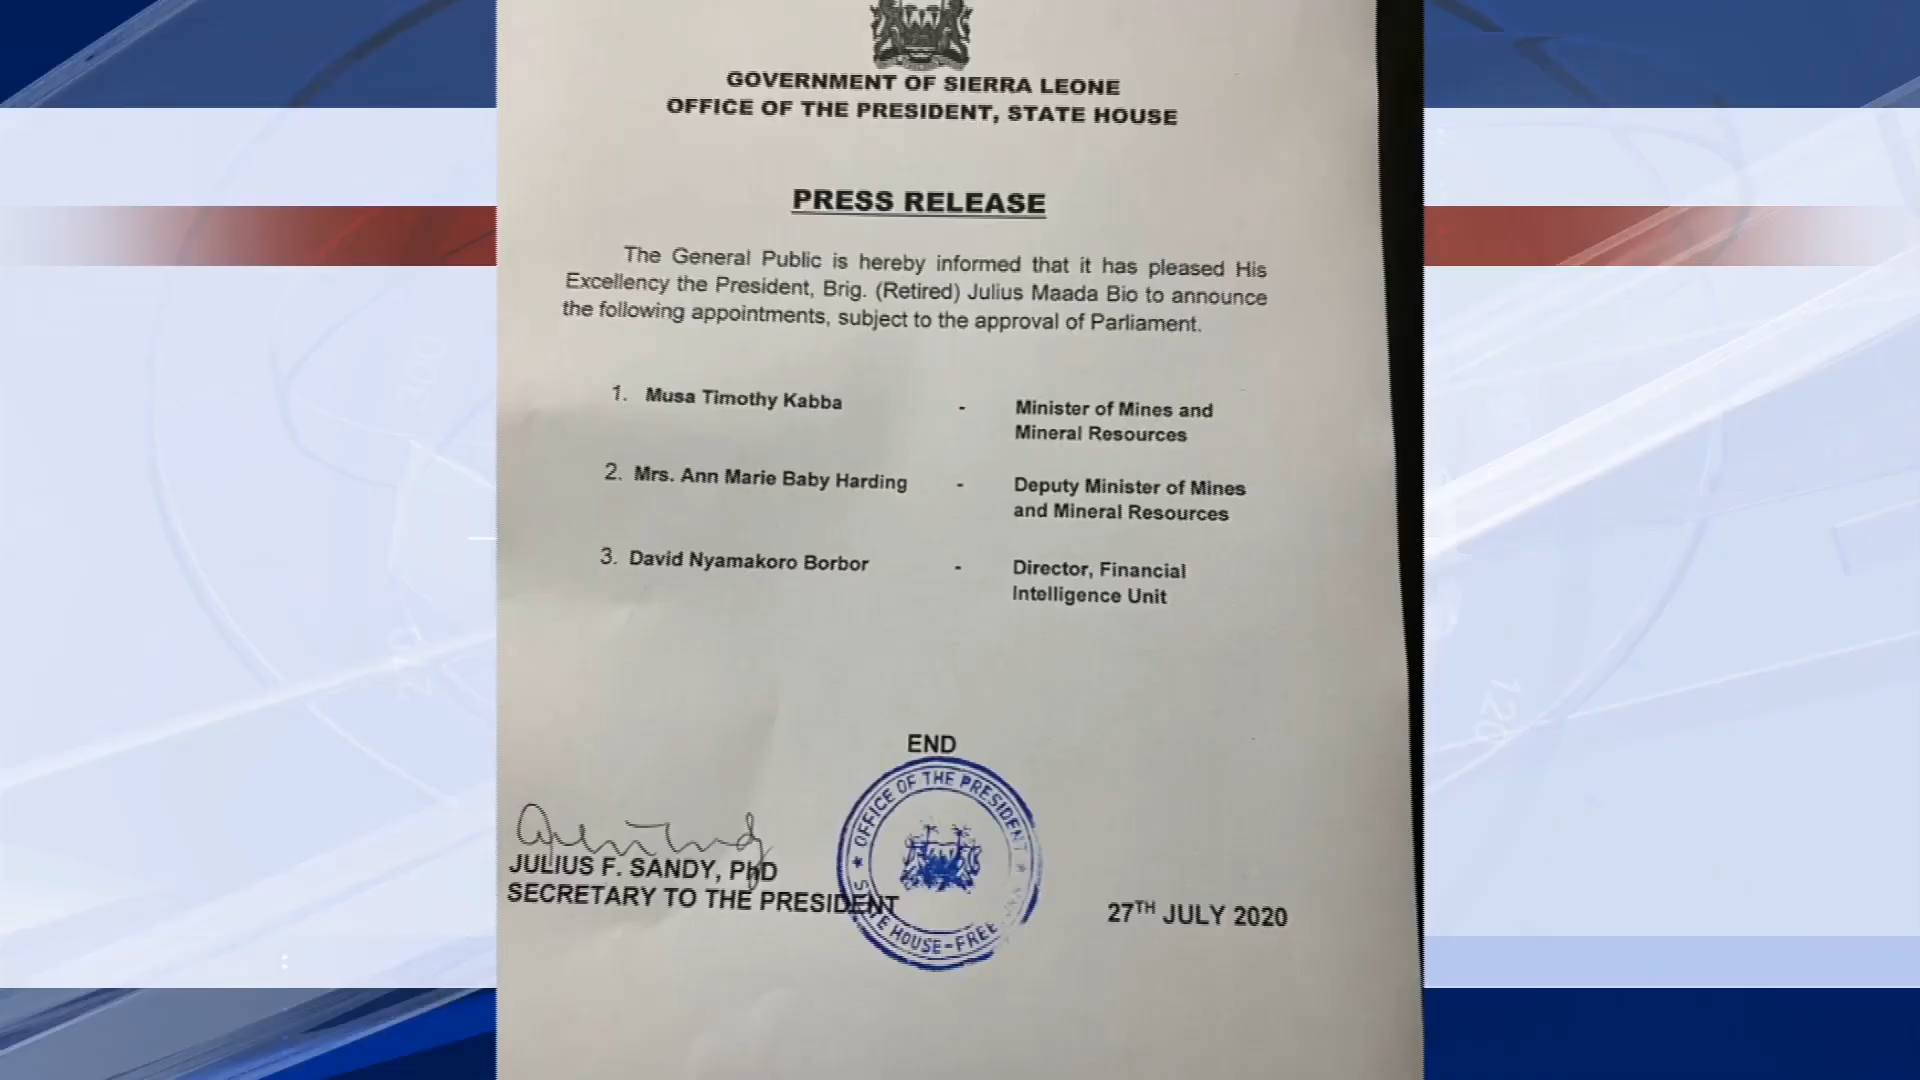 GOVERNMENT OF SIERRA LEONE
OFFICE OF THE PRESIDENT, STATE HOUSE
PRESS RELEASE
The General Public is hereby informed that it has pleased His
Excellency the President, Brig. (Retired) Julius Maada Bio to announce
the following appointments, subject to the approval of Parliament.
1. Musa Timothy Kabba - Minister of Mines and
Mineral Resources
2. Mrs. Ann Marie Baby Harding - Deputy Minister of Mines
and Mineral Resources
3. David Nyamakoro Borbor - Director, Financial
Intelligence Unit
END
OFFICE OF THE PRESIDENT
STATE HOUSE-FREE
JULIUS F. SANDY, PhD
SECRETARY TO THE PRESIDENT
27TH JULY 2020
300
210
120